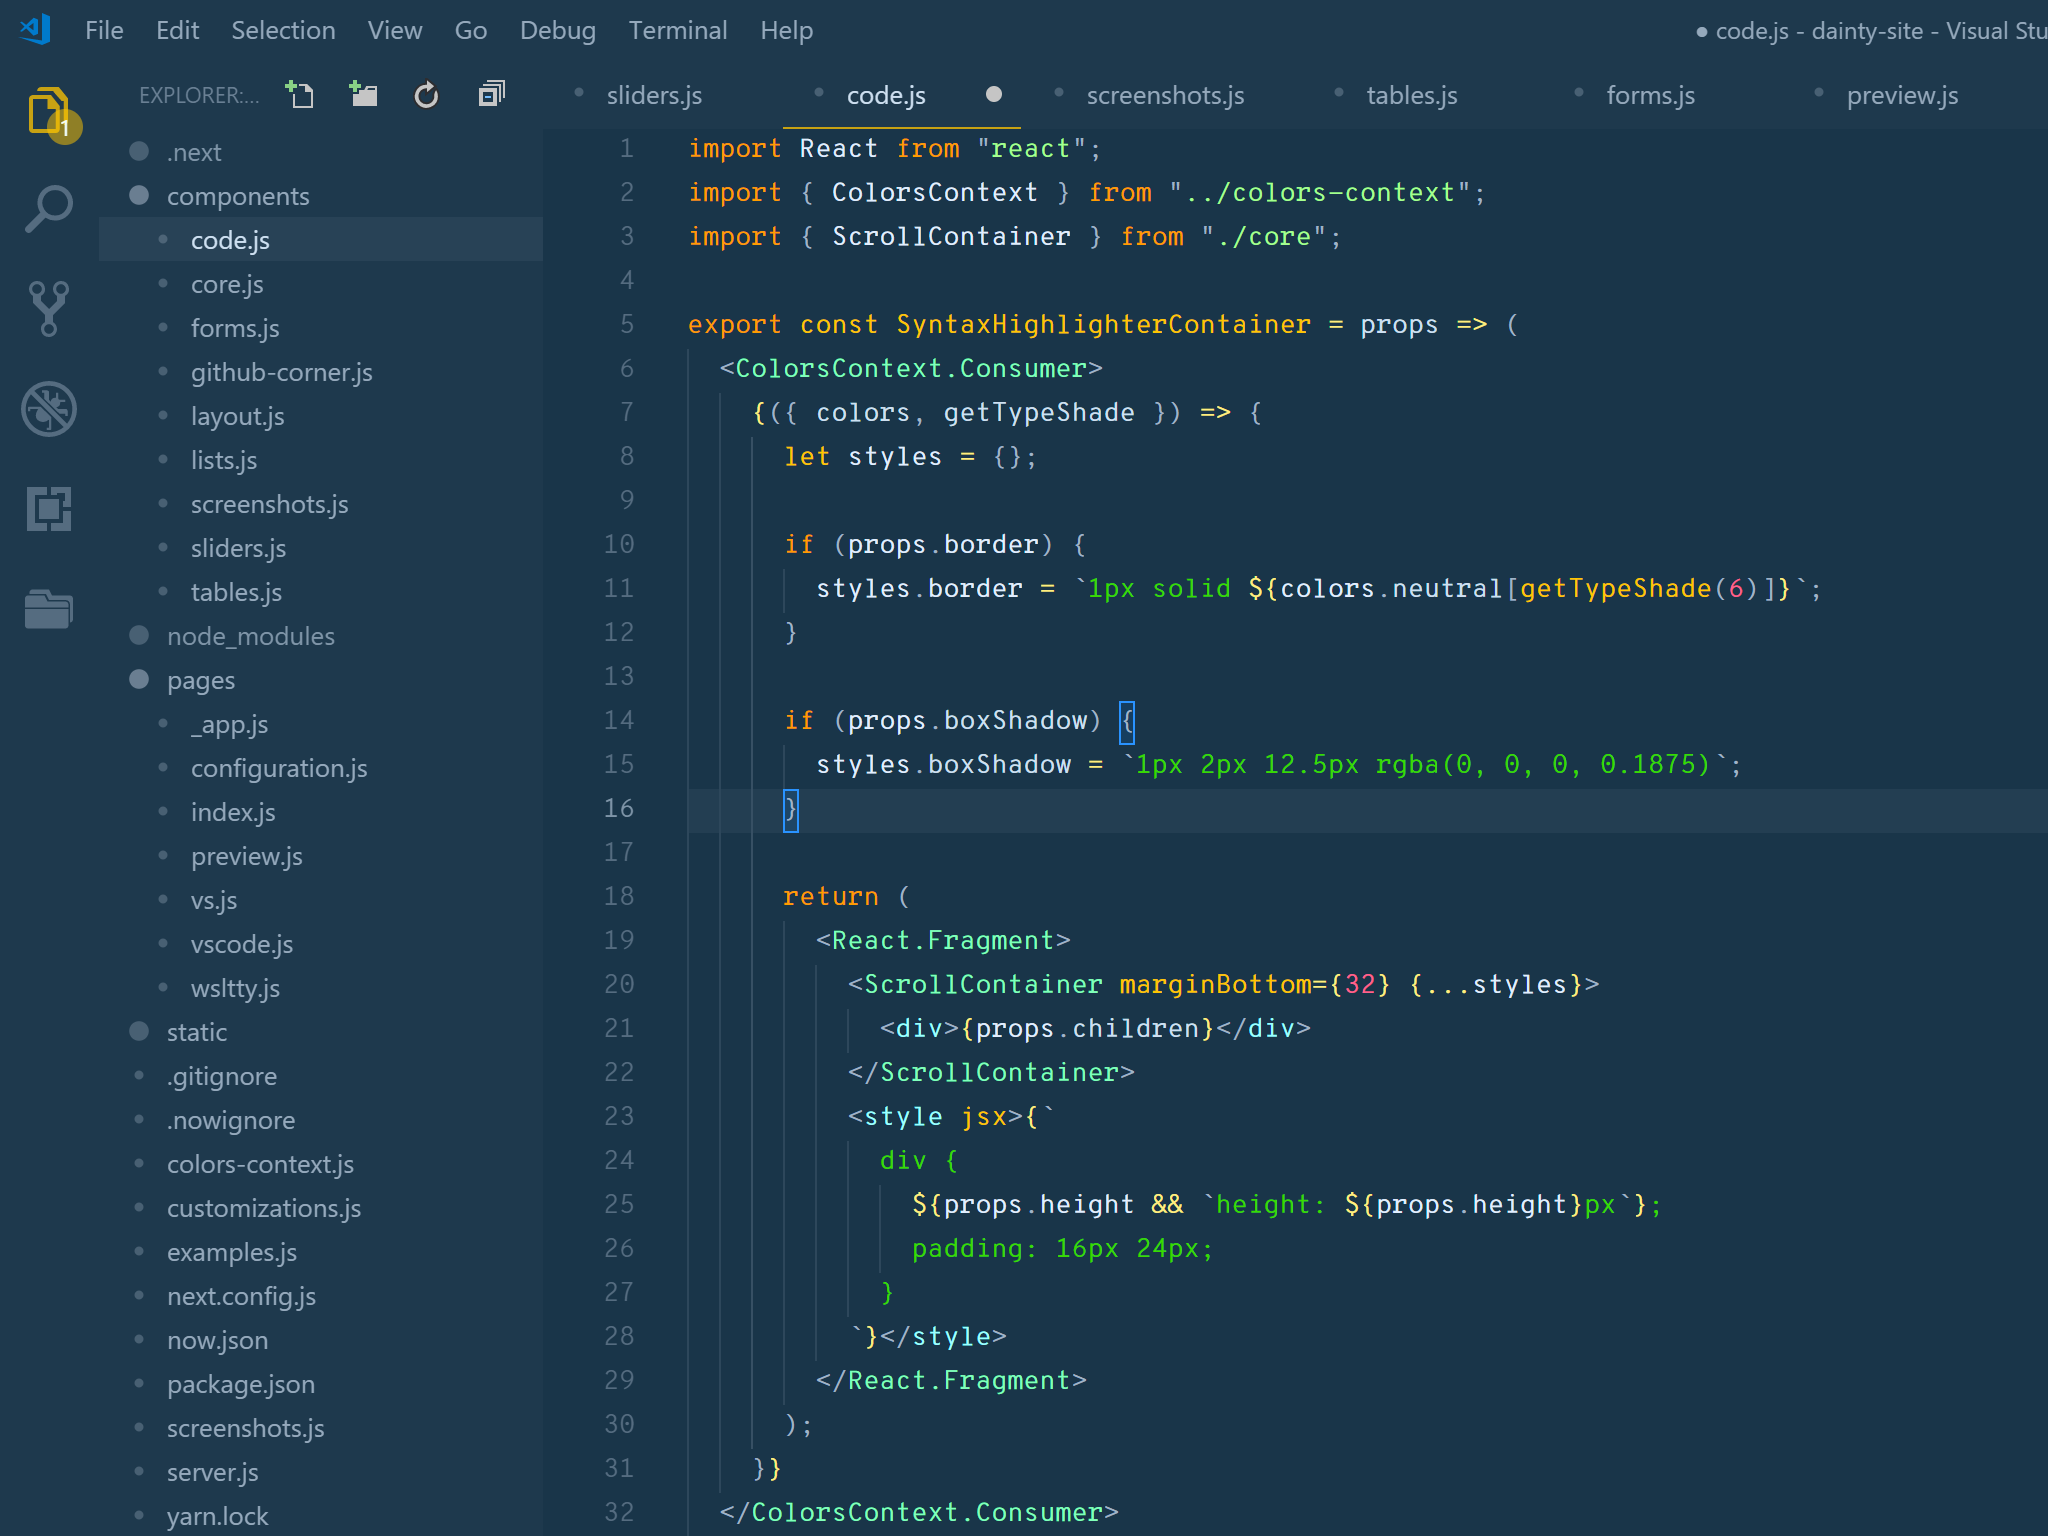 File Edit Selection View Go Debug Terminal Help
● code.js - dainty-site - Visual Stu
EXPLORER:...
1
sliders.js code.js screenshots.js tables.js forms.js preview.js
.next
components
code.js
core.js
forms.js
github-corner.js
layout.js
lists.js
screenshots.js
sliders.js
tables.js
node_modules
pages
_app.js
configuration.js
index.js
preview.js
vs.js
vscode.js
wsltty.js
static
.gitignore
.nowignore
colors-context.js
customizations.js
examples.js
next.config.js
now.json
package.json
screenshots.js
server.js
yarn.lock
1 import React from "react";
2 import { ColorsContext } from "../colors-context";
3 import { ScrollContainer } from "./core";
4
5 export const SyntaxHighlighterContainer = props => (
6 <ColorsContext.Consumer>
7 {({ colors, getTypeShade }) => {
8 let styles = {};
9
10 if (props.border) {
11 styles.border = `1px solid ${colors.neutral[getTypeShade(6)]}`;
12 }
13
14 if (props.boxShadow) {
15 styles.boxShadow = `1px 2px 12.5px rgba(0, 0, 0, 0.1875)`;
16 }
17
18 return (
19 <React.Fragment>
20 <ScrollContainer marginBottom={32} {...styles}>
21 <div>{props.children}</div>
22 </ScrollContainer>
23 <style jsx>{`
24 div {
25 ${props.height && `height: ${props.height}px`};
26 padding: 16px 24px;
27 }
28 `}</style>
29 </React.Fragment>
30 );
31 }}
32 </ColorsContext.Consumer>